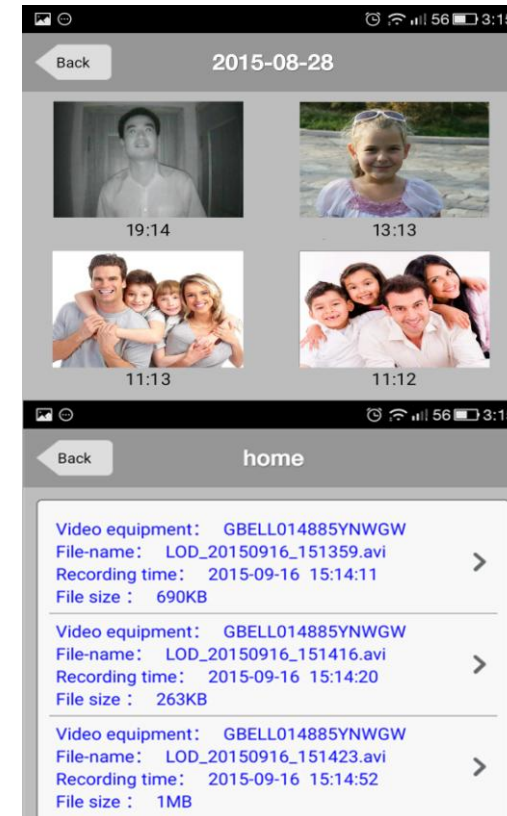 56 3:15
Back 2015-08-28
19:14 13:13
11:13 11:12
56 3:1
Back home
Video equipment： GBELL014885YNWGW
File-name： LOD_20150916_151359.avi
Recording time： 2015-09-16 15:14:11
File size： 690KB
Video equipment： GBELL014885YNWGW
File-name： LOD_20150916_151416.avi
Recording time： 2015-09-16 15:14:20
File size： 263KB
Video equipment： GBELL014885YNWGW
File-name： LOD_20150916_151423.avi
Recording time： 2015-09-16 15:14:52
File size： 1MB